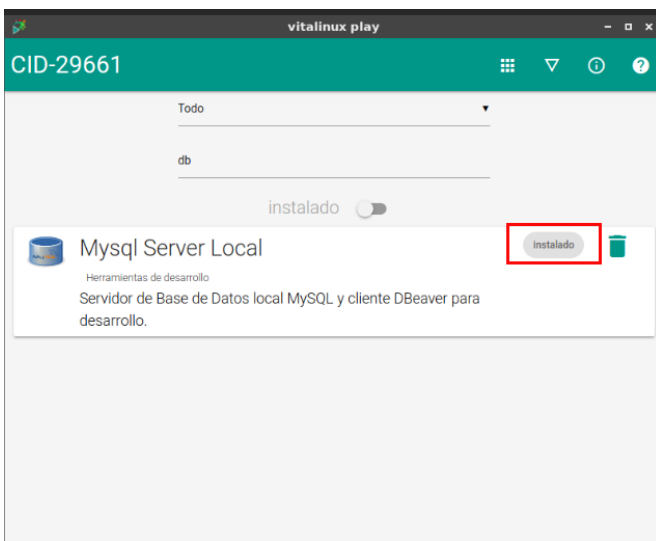 vitalinux play
CID-29661
Todo
db
instalado
Mysql Server Local
instalado
Herramientas de desarrollo
Servidor de Base de Datos local MySQL y cliente DBeaver para
desarrollo.